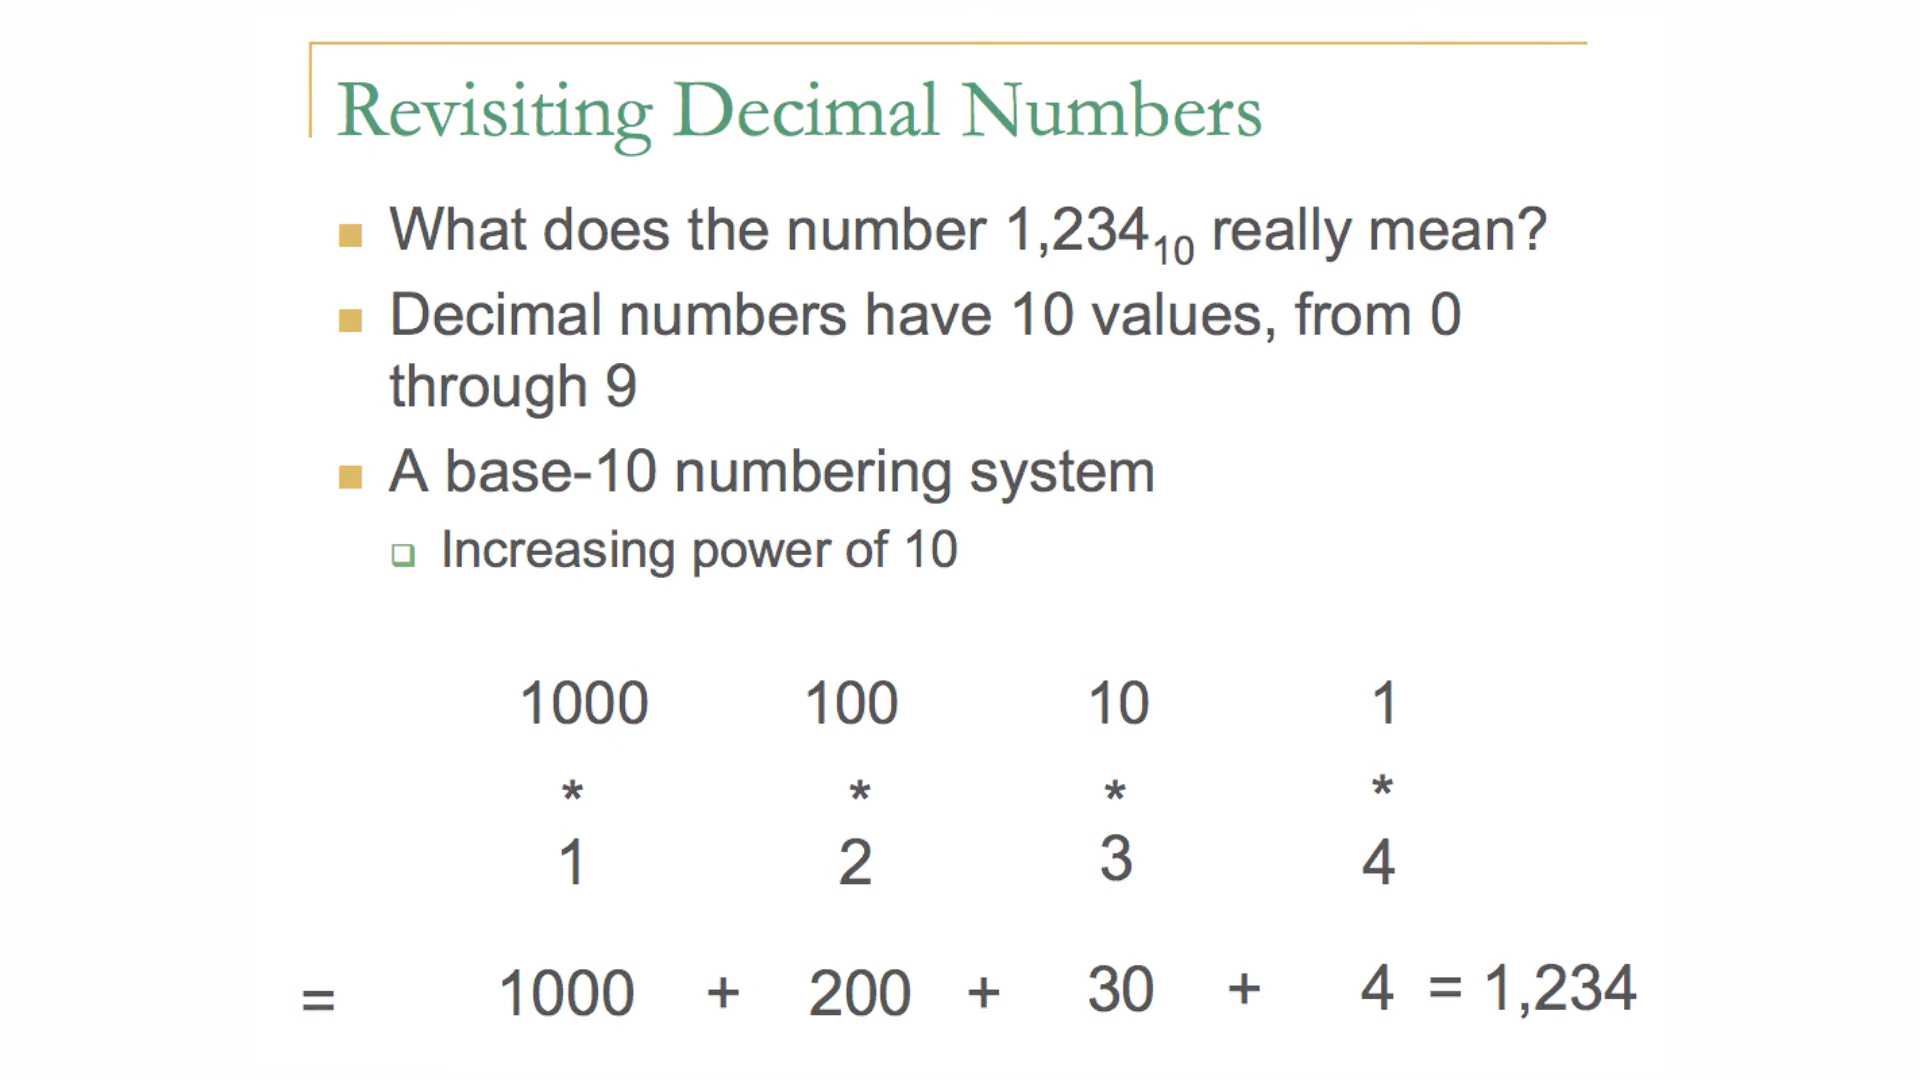 Revisiting Decimal Numbers
■ What does the number 1,234₁₀ really mean?
■ Decimal numbers have 10 values, from 0
through 9
■ A base-10 numbering system
❑ Increasing power of 10
1000 100 10 1
* * * *
1 2 3 4
= 1000 + 200 + 30 + 4 = 1,234